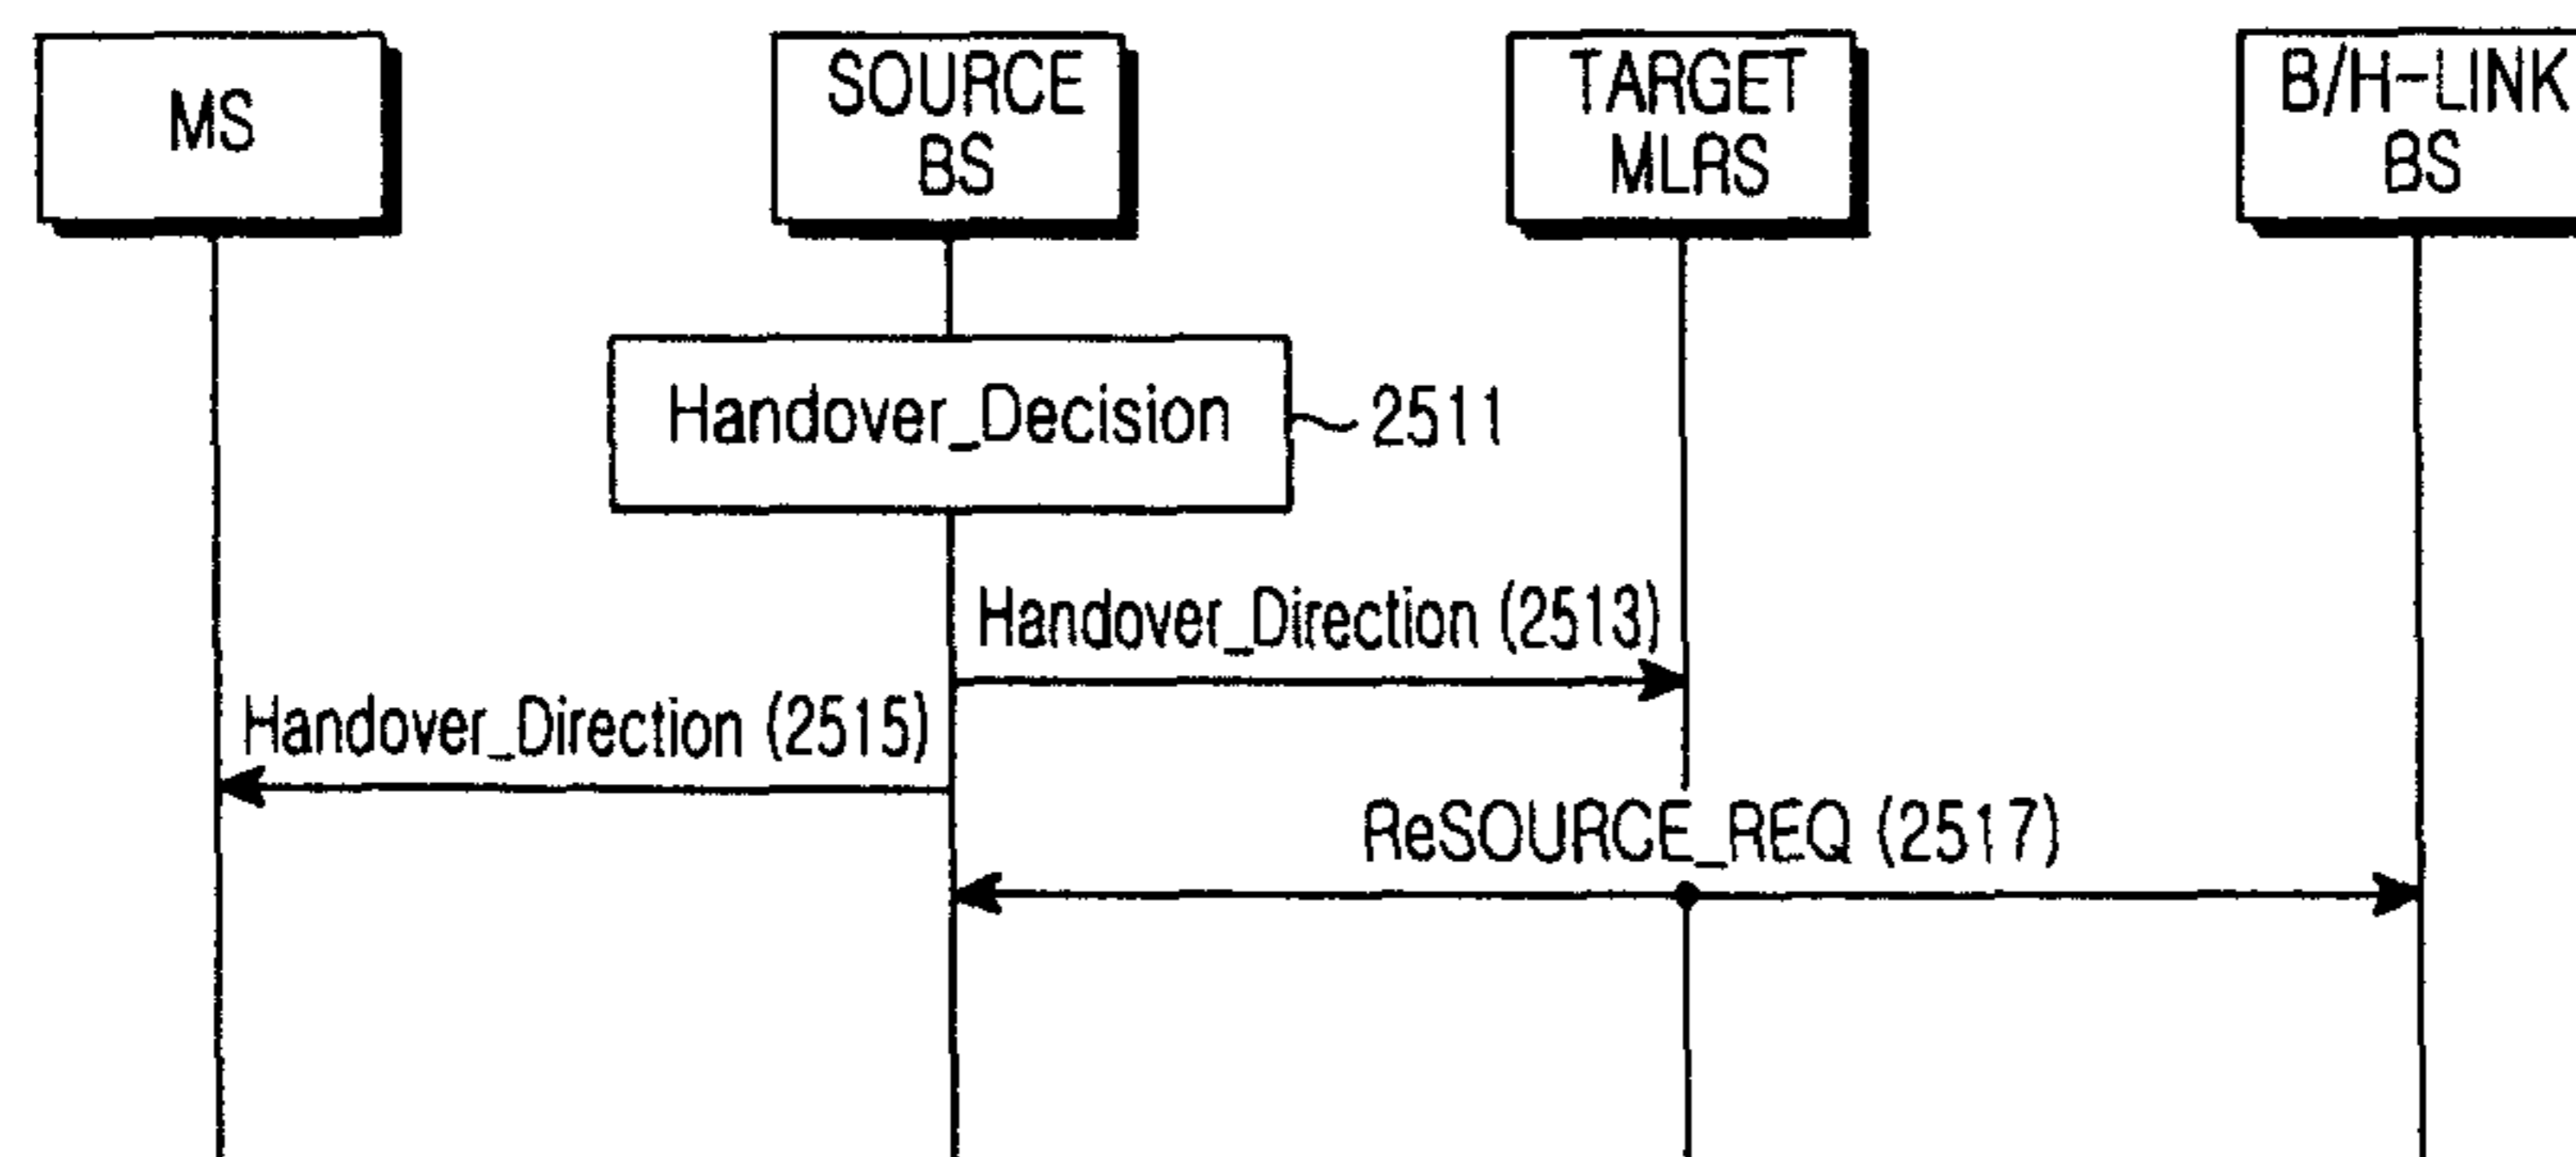 MS
SOURCE
BS
TARGET
MLRS
B/H-LINK
BS
Handover_Decision
2511
Handover_Direction (2513)
Handover_Direction (2515)
ReSOURCE_REQ (2517)